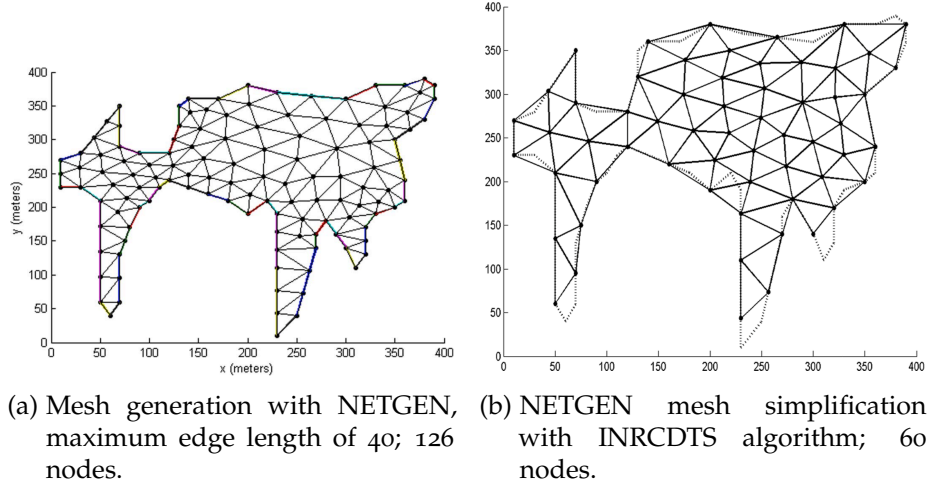 400
350
300
250
200
150
100
50
0
y (meters)
0 50 100 150 200 250 300 350 400
x (meters)
400
350
300
250
200
150
100
50
0
0 50 100 150 200 250 300 350 400
(a) Mesh generation with NETGEN,
maximum edge length of 40; 126
nodes.
(b) NETGEN mesh simplification
with INRCDTS algorithm; 60
nodes.